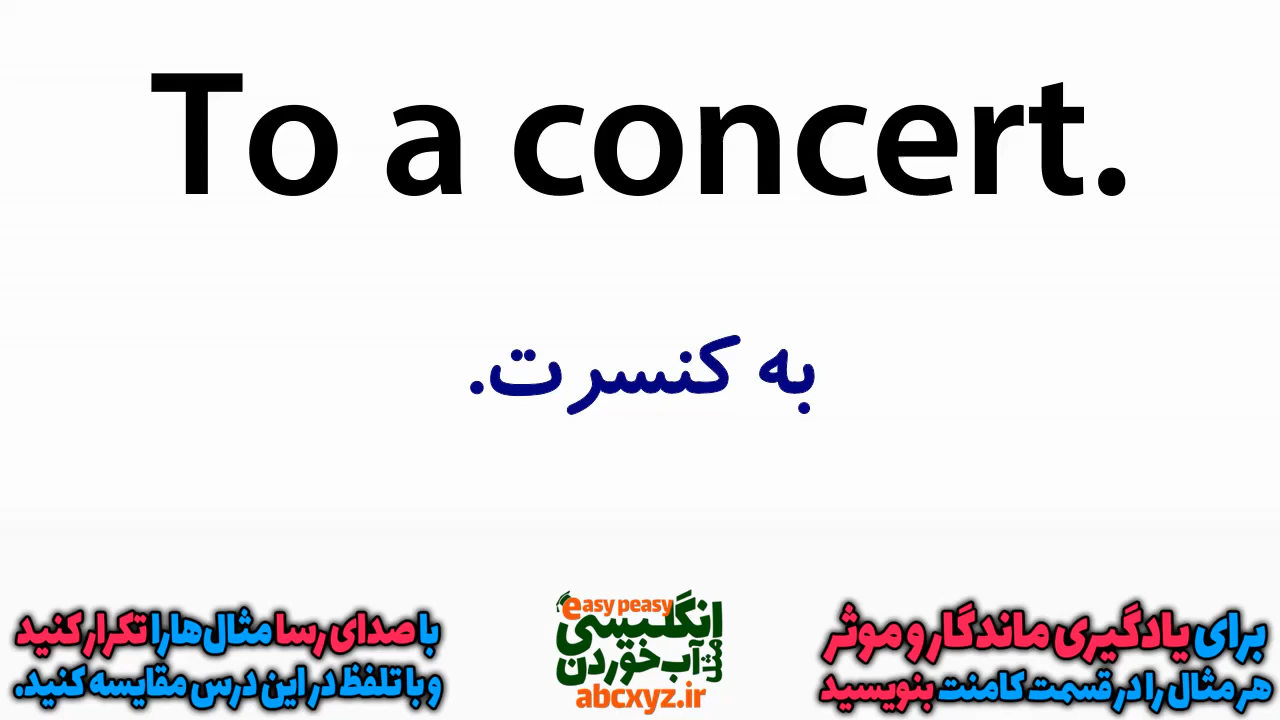 To a concert.
به کنسرت.
برای یادگیری ماندگار و موثر
هر مثال را در قسمت کامنت بنویسید
easy peasy
انگلیسی
مثل آب خوردن
abcxyz.ir
با صدای رسا مثال‌ها را تکرار کنید
و با تلفظ در این درس مقایسه کنید.